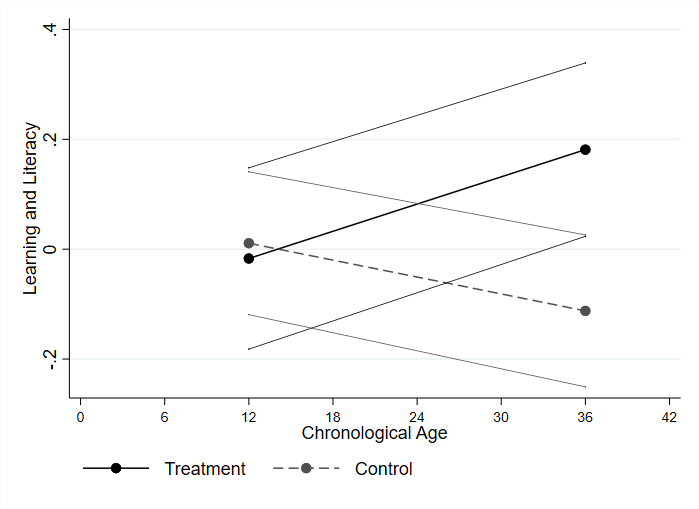 Learning and Literacy
.4
.2
0
-.2
0 6 12 18 24 30 36 42
Chronological Age
Treatment Control